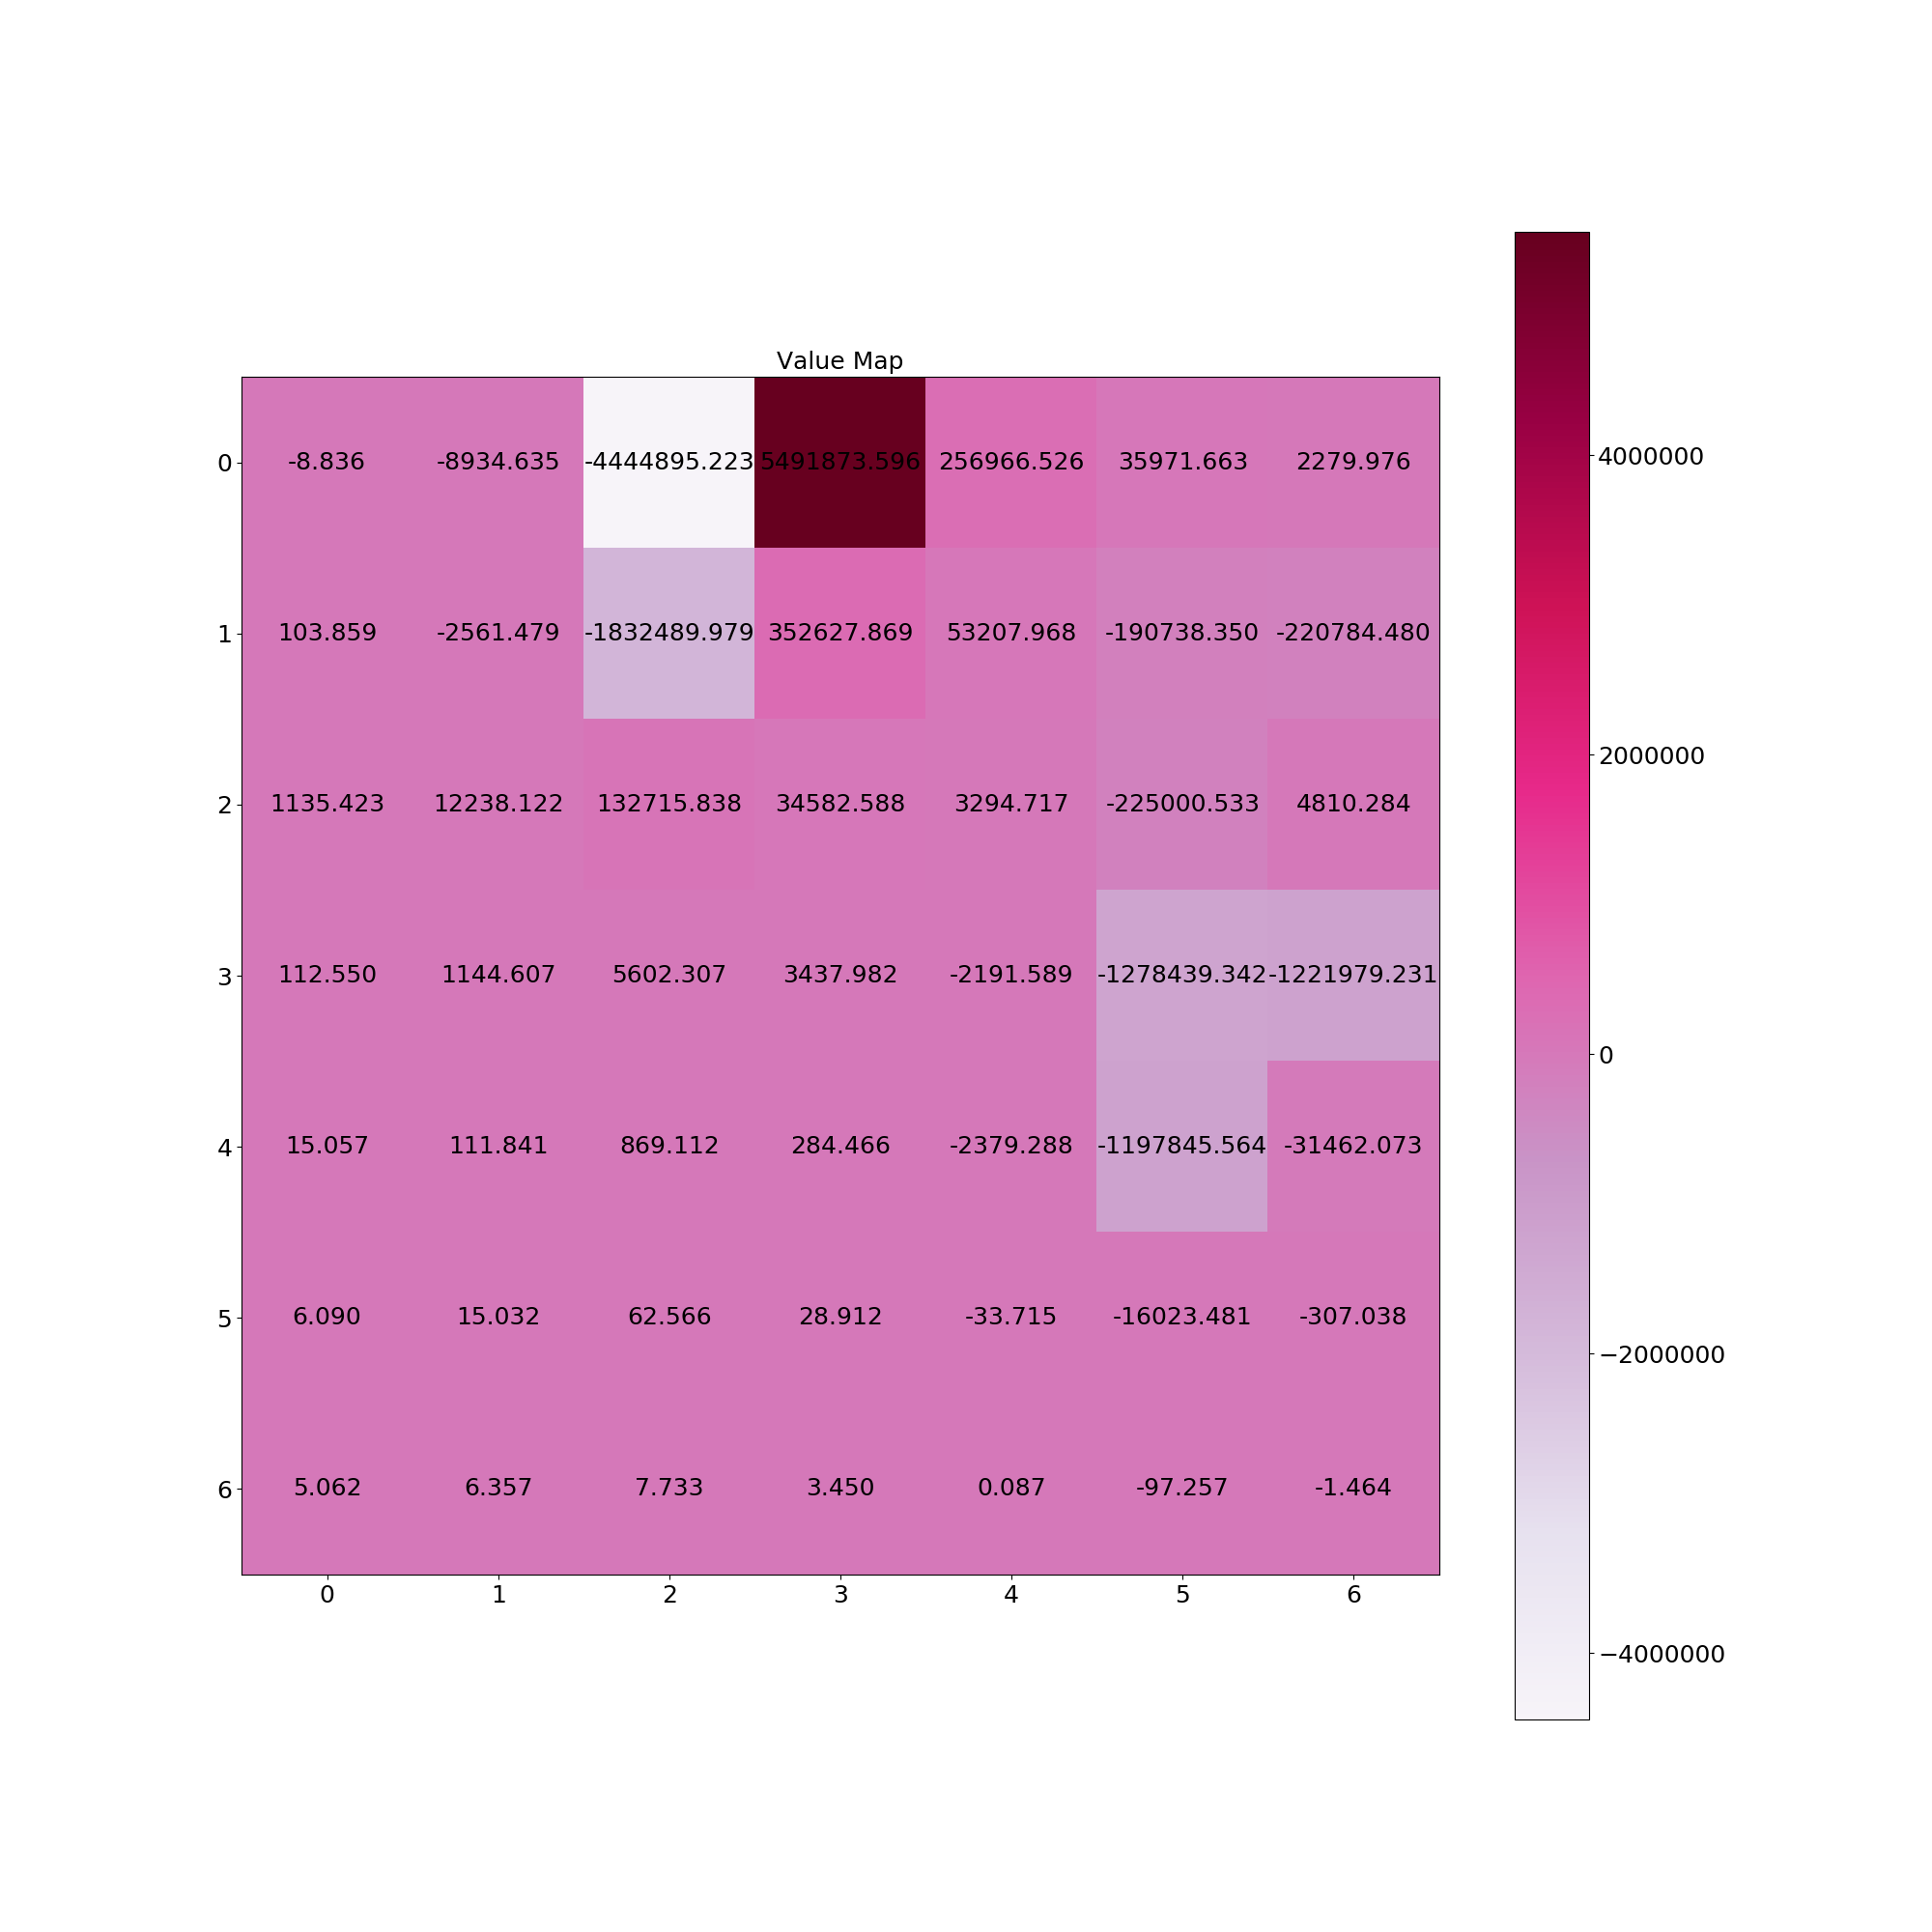 Value Map
0 -8.836 -8934.635 -4444895.223 5491873.596 256966.526 35971.663 2279.976
1 103.859 -2561.479 -1832489.979 352627.869 53207.968 -190738.350 -220784.480
2 1135.423 12238.122 132715.838 34582.588 3294.717 -225000.533 4810.284
3 112.550 1144.607 5602.307 3437.982 -2191.589 -1278439.342 -1221979.231
4 15.057 111.841 869.112 284.466 -2379.288 -1197845.564 -31462.073
5 6.090 15.032 62.566 28.912 -33.715 -16023.481 -307.038
6 5.062 6.357 7.733 3.450 0.087 -97.257 -1.464
0 1 2 3 4 5 6
4000000
2000000
0
−2000000
−4000000